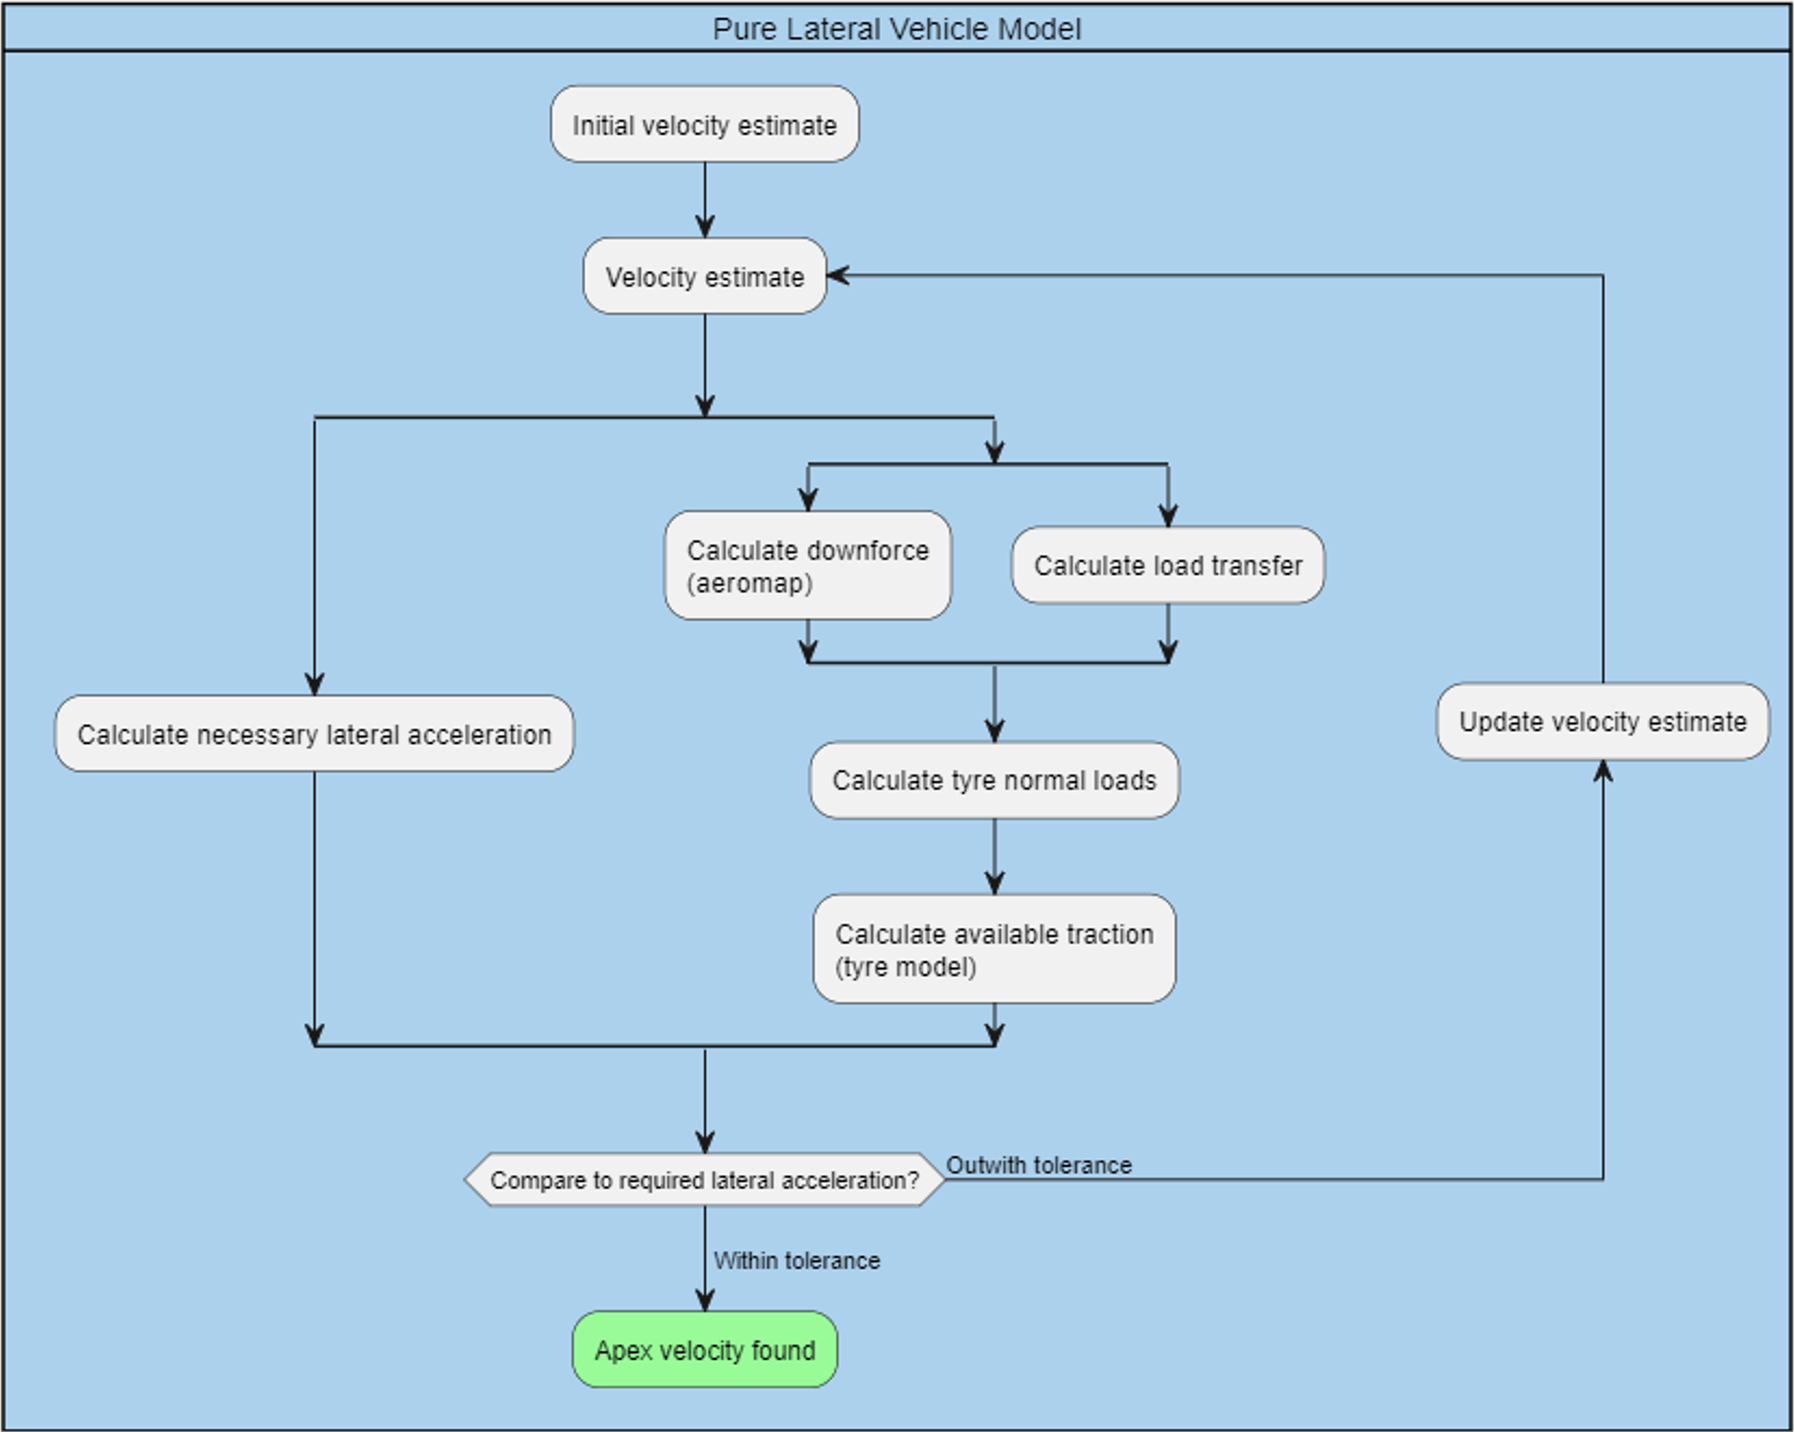 Pure Lateral Vehicle Model
Initial velocity estimate
Velocity estimate
Calculate downforce
(aeromap)
Calculate load transfer
Calculate necessary lateral acceleration
Update velocity estimate
Calculate tyre normal loads
Calculate available traction
(tyre model)
Compare to required lateral acceleration?
Outwith tolerance
Within tolerance
Apex velocity found